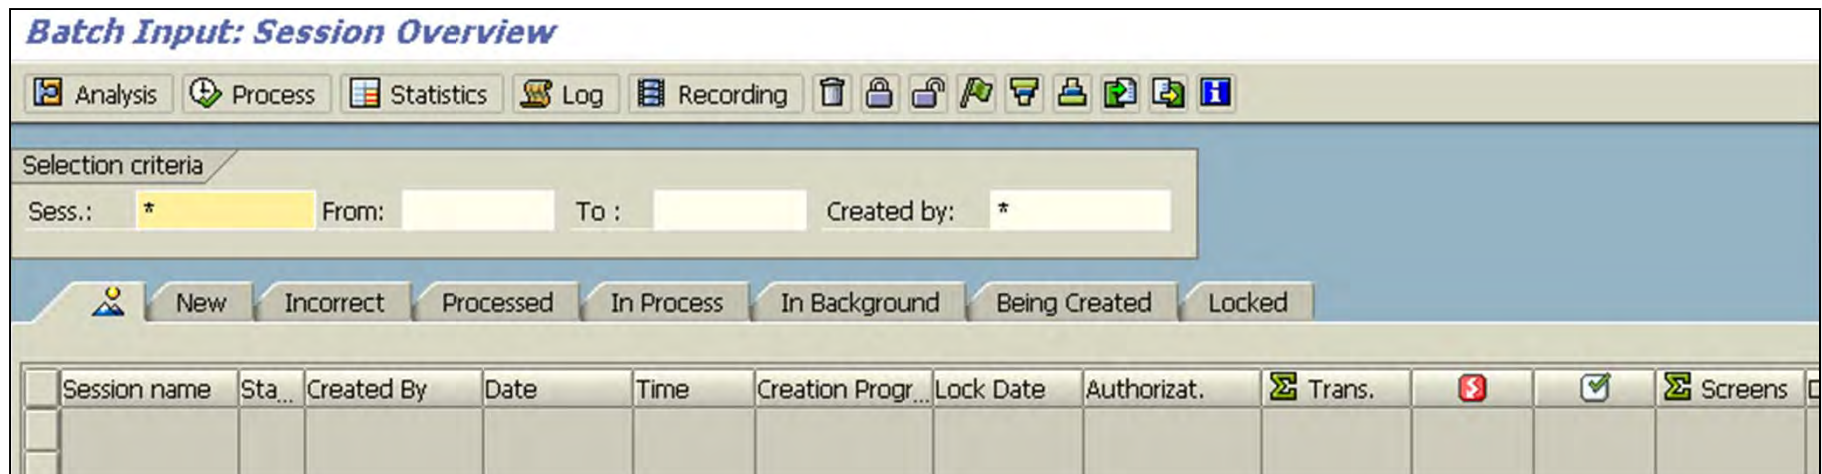 Batch Input: Session Overview
Analysis Process Statistics Log Recording
Selection criteria
Sess.: * From: To : Created by: *
New Incorrect Processed In Process In Background Being Created Locked
Session name Sta... Created By Date Time Creation Progr... Lock Date Authorizat. Trans. Screens